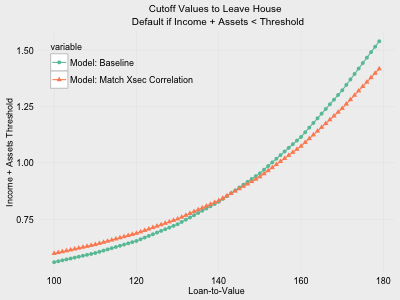 Cutoff Values to Leave House
Default if Income + Assets < Threshold
variable
Model: Baseline
Model: Match Xsec Correlation
Income + Assets Threshold
1.50
1.25
1.00
0.75
100 120 140 160 180
Loan-to-Value